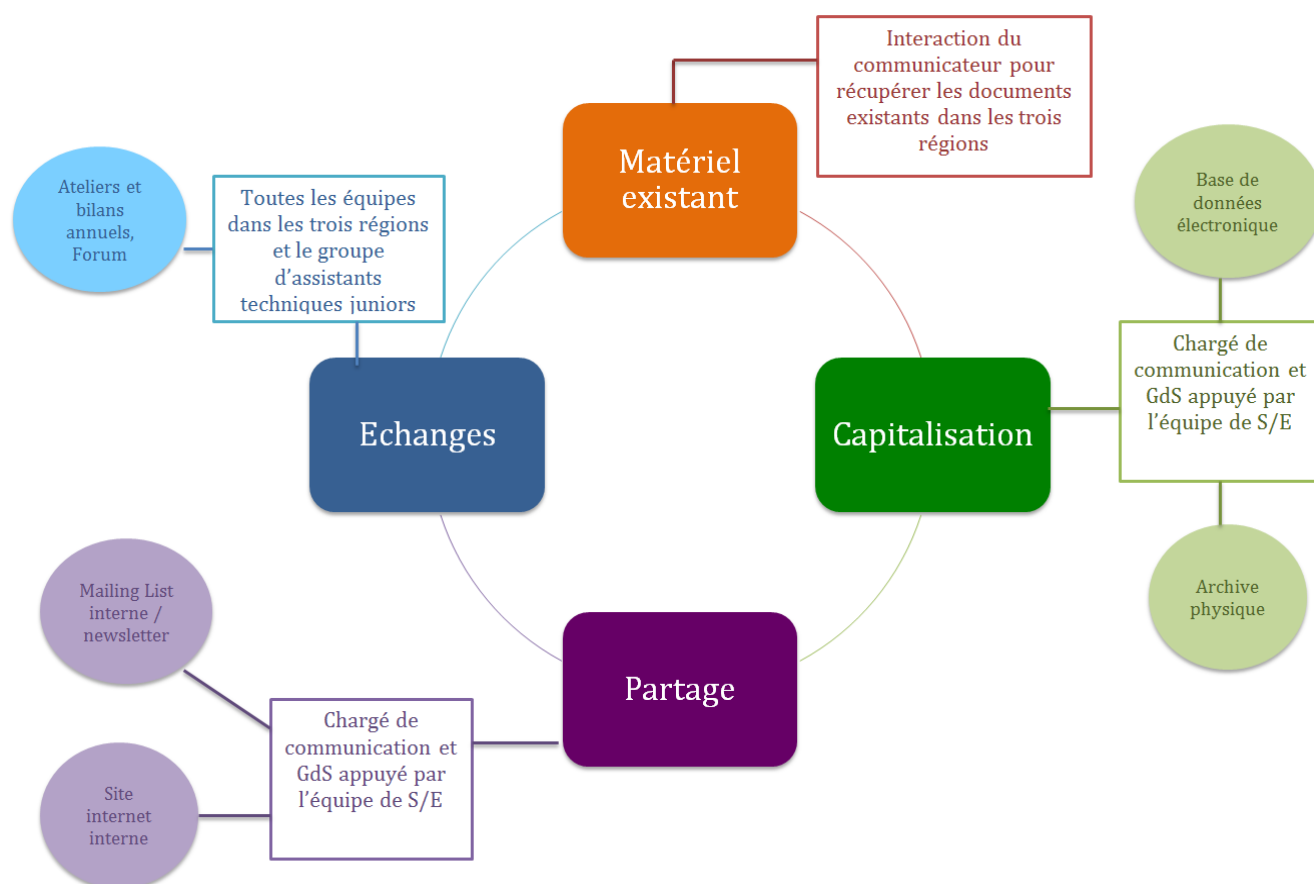 Interaction du
communicateur pour
récupérer les documents
existants dans les trois
régions
Matériel
existant
Ateliers et
bilans
annuels,
Forum
Toutes les équipes
dans les trois régions
et le groupe
d’assistants
techniques juniors
Base de
données
électronique
Chargé de
communication et
GdS appuyé par
l’équipe de S/E
Echanges
Capitalisation
Archive
physique
Mailing List
interne /
newsletter
Partage
Chargé de
communication et
GdS appuyé par
l’équipe de S/E
Site
internet
interne